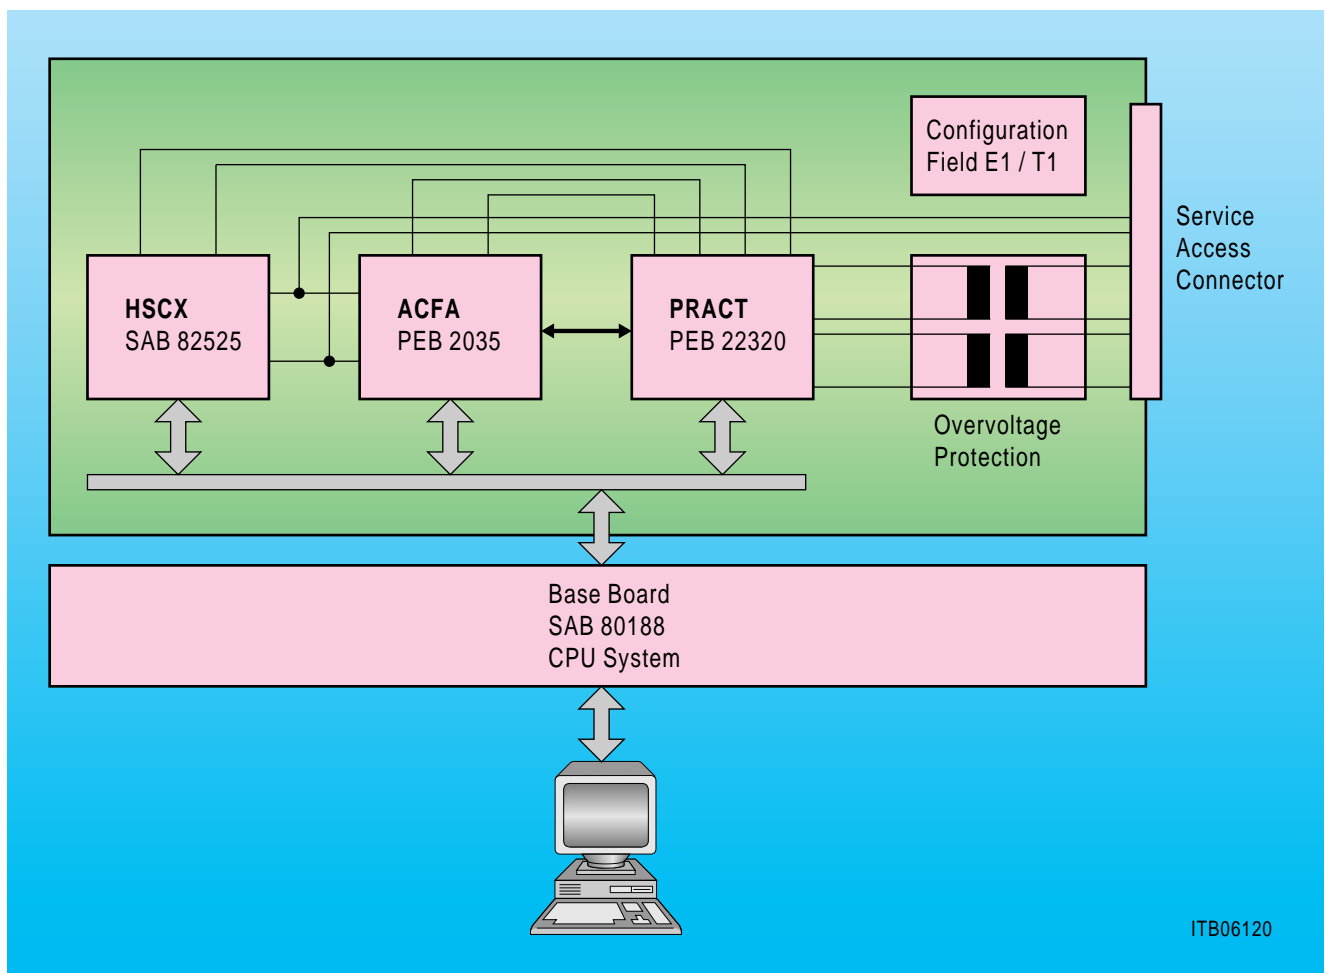 Configuration
Field E1 / T1
Service
Access
Connector
HSCX
SAB 82525
ACFA
PEB 2035
PRACT
PEB 22320
Overvoltage
Protection
Base Board
SAB 80188
CPU System
ITB06120